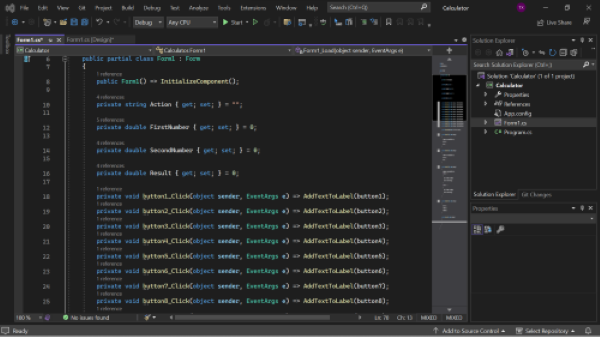 File Edit View Git Project Build Debug Test Analyze Tools Extensions Window Help Search (Ctrl+Q) Calculator
Debug Any CPU Start Live Share
Toolbox
Form1.cs* Form1.cs [Design]*
Calculator Calculator.Form1 Form1_Load(object sender, EventArgs e)
6 public partial class Form1 : Form
7 {
1 reference
8 public Form1() => InitializeComponent();
4 references
10 private string Action { get; set; } = "";
references
12 private double FirstNumber { get; set; } = 0;
references
14 private double SecondNumber { get; set; } = 0;
4 references
16 private double Result { get; set; } = 0;
1 reference
18 private void button1_Click(object sender, EventArgs e) => AddTextToLabel(button1);
1 reference
19 private void button2_Click(object sender, EventArgs e) => AddTextToLabel(button2);
1 reference
20 private void button3_Click(object sender, EventArgs e) => AddTextToLabel(button3);
1 reference
21 private void button4_Click(object sender, EventArgs e) => AddTextToLabel(button4);
1 reference
22 private void button5_Click(object sender, EventArgs e) => AddTextToLabel(button5);
1 reference
23 private void button6_Click(object sender, EventArgs e) => AddTextToLabel(button6);
1 reference
24 private void button7_Click(object sender, EventArgs e) => AddTextToLabel(button7);
1 reference
25 private void button8_Click(object sender, EventArgs e) => AddTextToLabel(button8);
1 reference
100 % No issues found Ln: 78 Ch: 13 MIXED MIXED
Solution Explorer
Search Solution Explorer (Ctrl+;)
Solution 'Calculator' (1 of 1 project)
Calculator
Properties
References
App.config
Form1.cs
Program.cs
Solution Explorer Git Changes
Properties
Ready Add to Source Control Select Repository